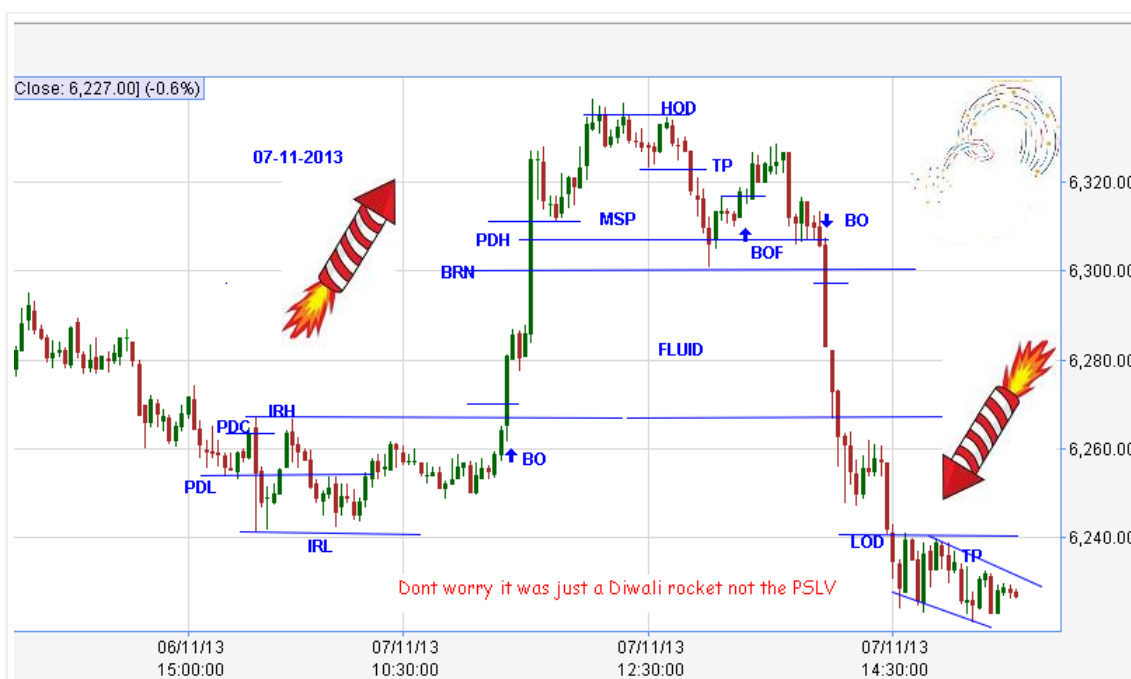 Close: 6,227.00] (-0.6%)
07-11-2013
HOD
TP
6,320.00
MSP
BO
PDH
BOF
BRN
6,300.00
FLUID
6,280.00
IRH
PDC
BO
6,260.00
PDL
IRL
LOD
6,240.00
TP
Dont worry it was just a Diwali rocket not the PSLV
06/11/13 07/11/13 07/11/13 07/11/13
15:00:00 10:30:00 12:30:00 14:30:00